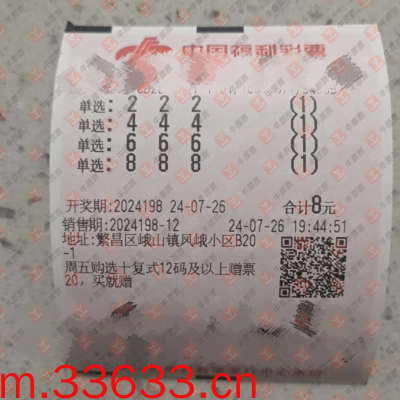 中国福利彩票
单选: 2 2 2 (1)
单选: 4 4 4 (1)
单选: 6 6 6 (1)
单选: 8 8 8 (1)
开奖期:2024198 24-07-26 合计8元
销售期:2024198-12 24-07-26 19:44:51
地址:繁昌区峨山镇凤峨小区B20
-1
周五购选十复式12码及以上赠票
20, 买就赠
m.33633.cn